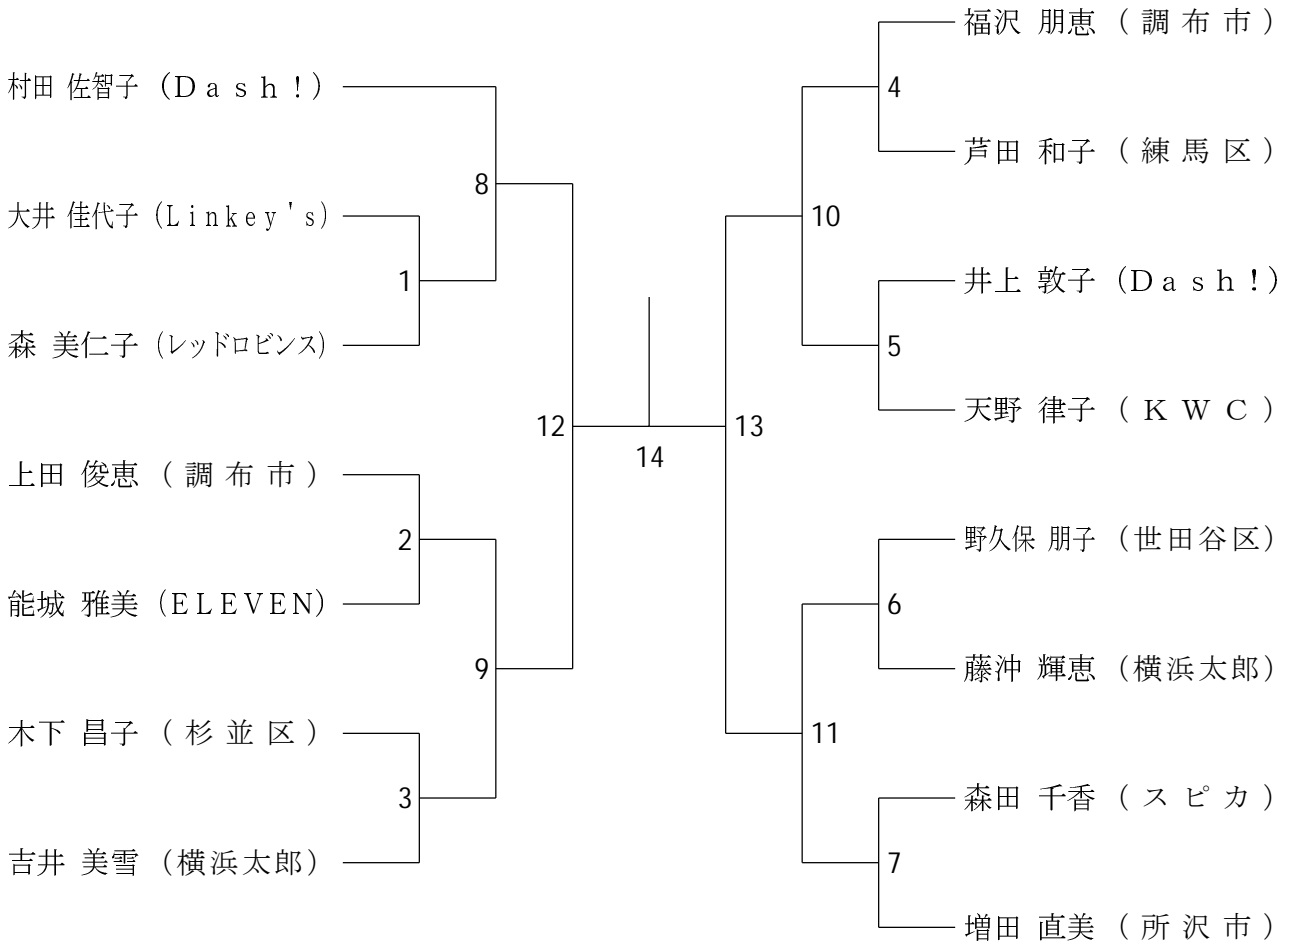 村田 佐智子 (Dash!)
8
大井 佳代子 (Linkey's)
1
森 美仁子 (レッドロビンス)
12
上田 俊恵 (調布市)
2
能城 雅美 (ELEVEN)
9
木下 昌子 (杉並区)
3
吉井 美雪 (横浜太郎)
14
福沢 朋恵 (調布市)
4
芦田 和子 (練馬区)
10
井上 敦子 (Dash!)
5
天野 律子 (KWC)
13
野久保 朋子 (世田谷区)
6
藤沖 輝恵 (横浜太郎)
11
森田 千香 (スピカ)
7
増田 直美 (所沢市)